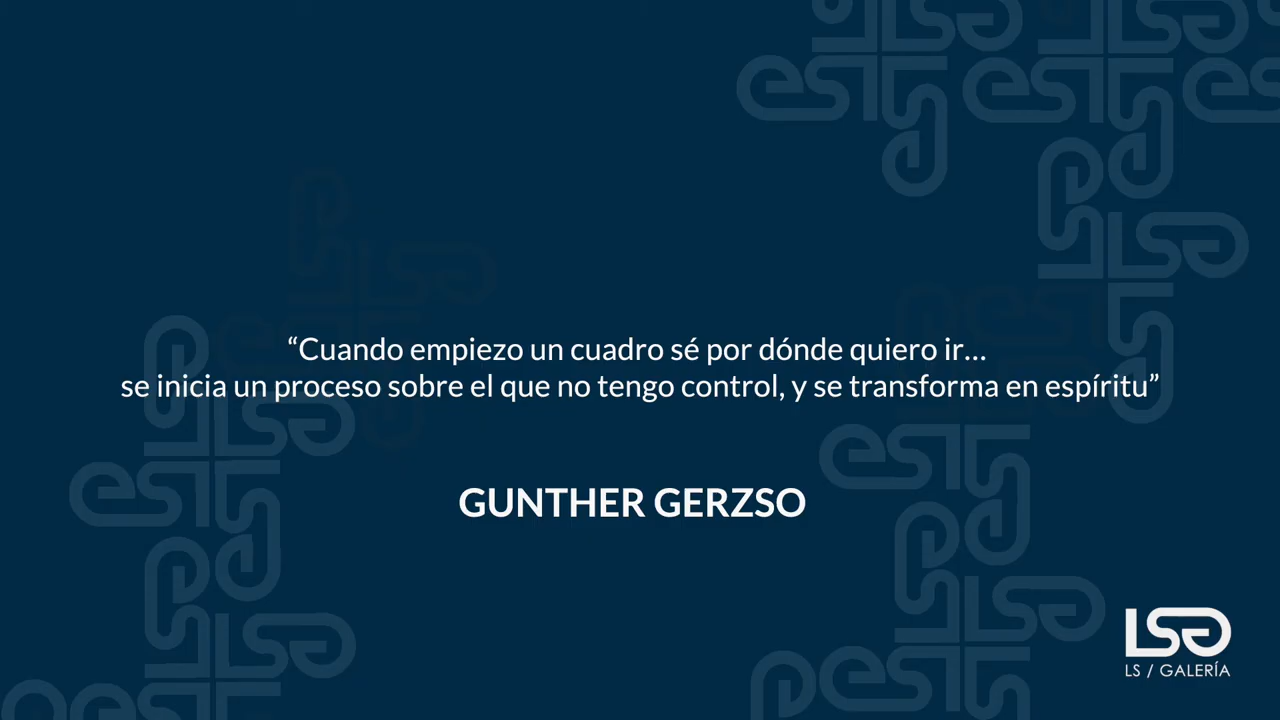 “Cuando empiezo un cuadro sé por dónde quiero ir...
se inicia un proceso sobre el que no tengo control, y se transforma en espíritu”
GUNTHER GERZSO
LSG
LS / GALERÍA